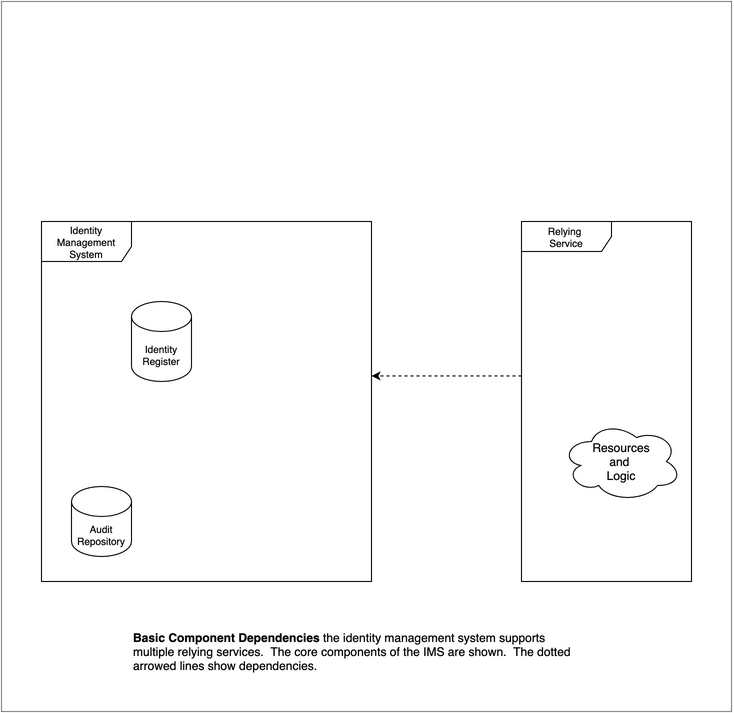 Identity
Management
System
Relying
Service
Identity
Register
Resources
and
Logic
Audit
Repository
Basic Component Dependencies the identity management system supports
multiple relying services.  The core components of the IMS are shown.  The dotted
arrowed lines show dependencies.